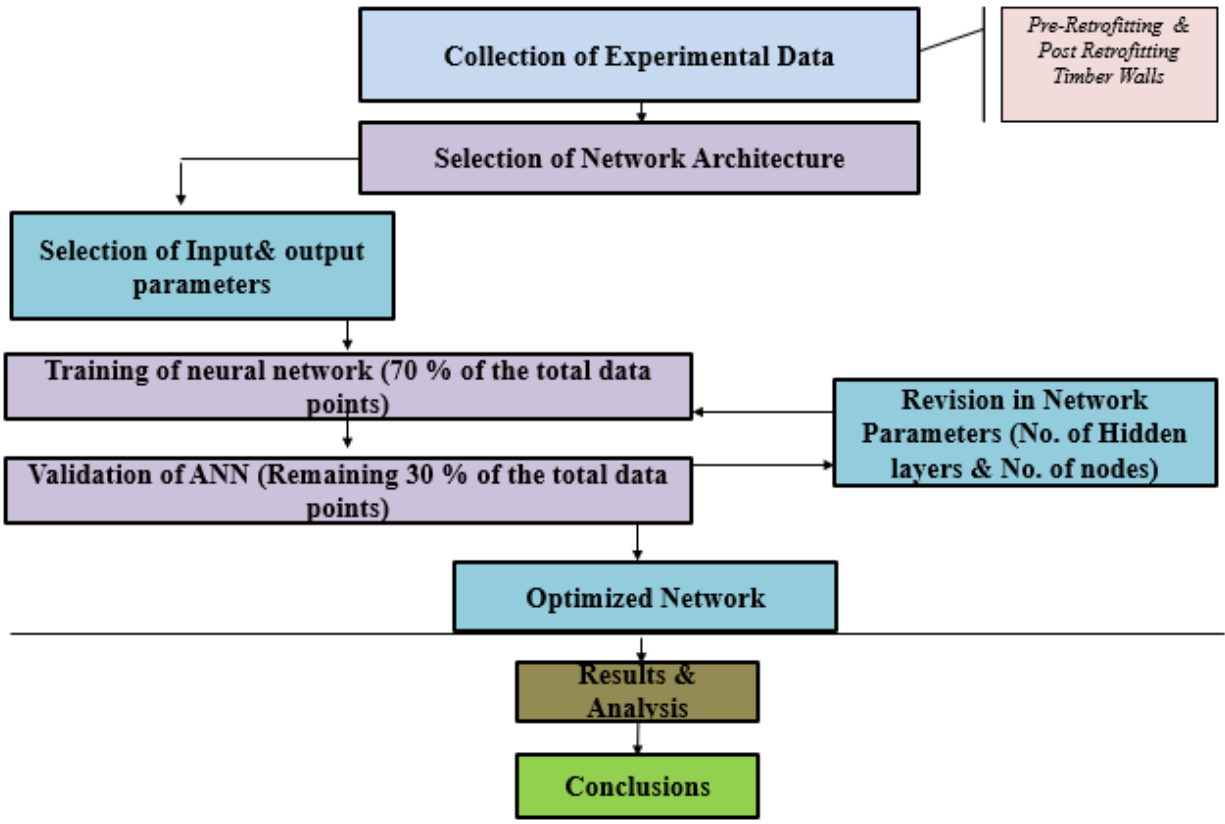 Collection of Experimental Data
Pre-Retrofitting &
Post Retrofitting
Timber Walls
Selection of Network Architecture
Selection of Input& output
parameters
Training of neural network (70 % of the total data
points)
Revision in Network
Parameters (No. of Hidden
layers & No. of nodes)
Validation of ANN (Remaining 30 % of the total data
points)
Optimized Network
Results &
Analysis
Conclusions